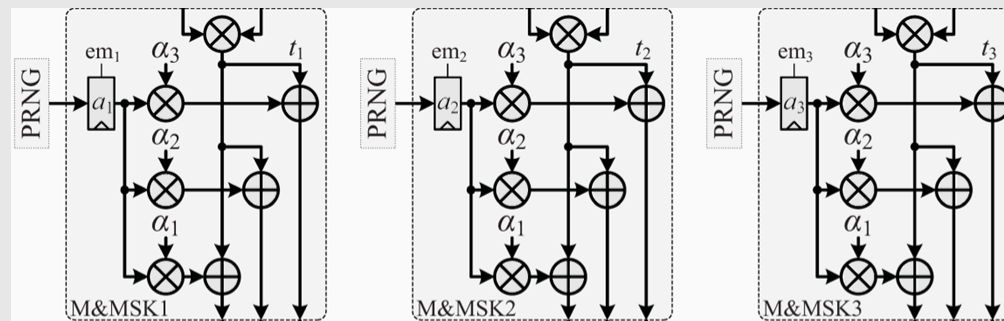 em₁ α₃ t₁ em₂ α₃ t₂ em₃ α₃ t₃
PRNG a₁ PRNG a₂ PRNG a₃
α₂ α₂ α₂
α₁ α₁ α₁
M&MSK1 M&MSK2 M&MSK3